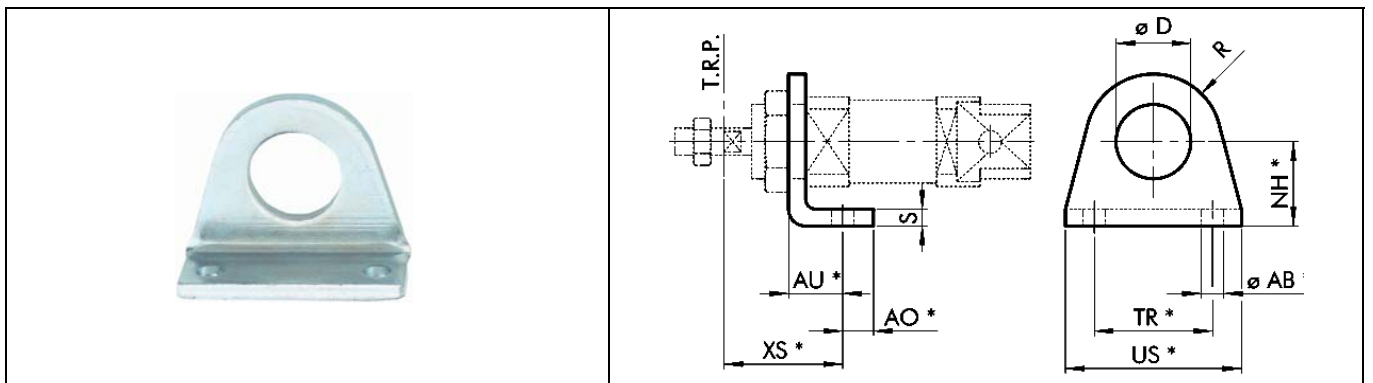 ø D
R
T.R.P.
NH *
S
AU *
AO *
ø AB *
TR *
XS *
US *